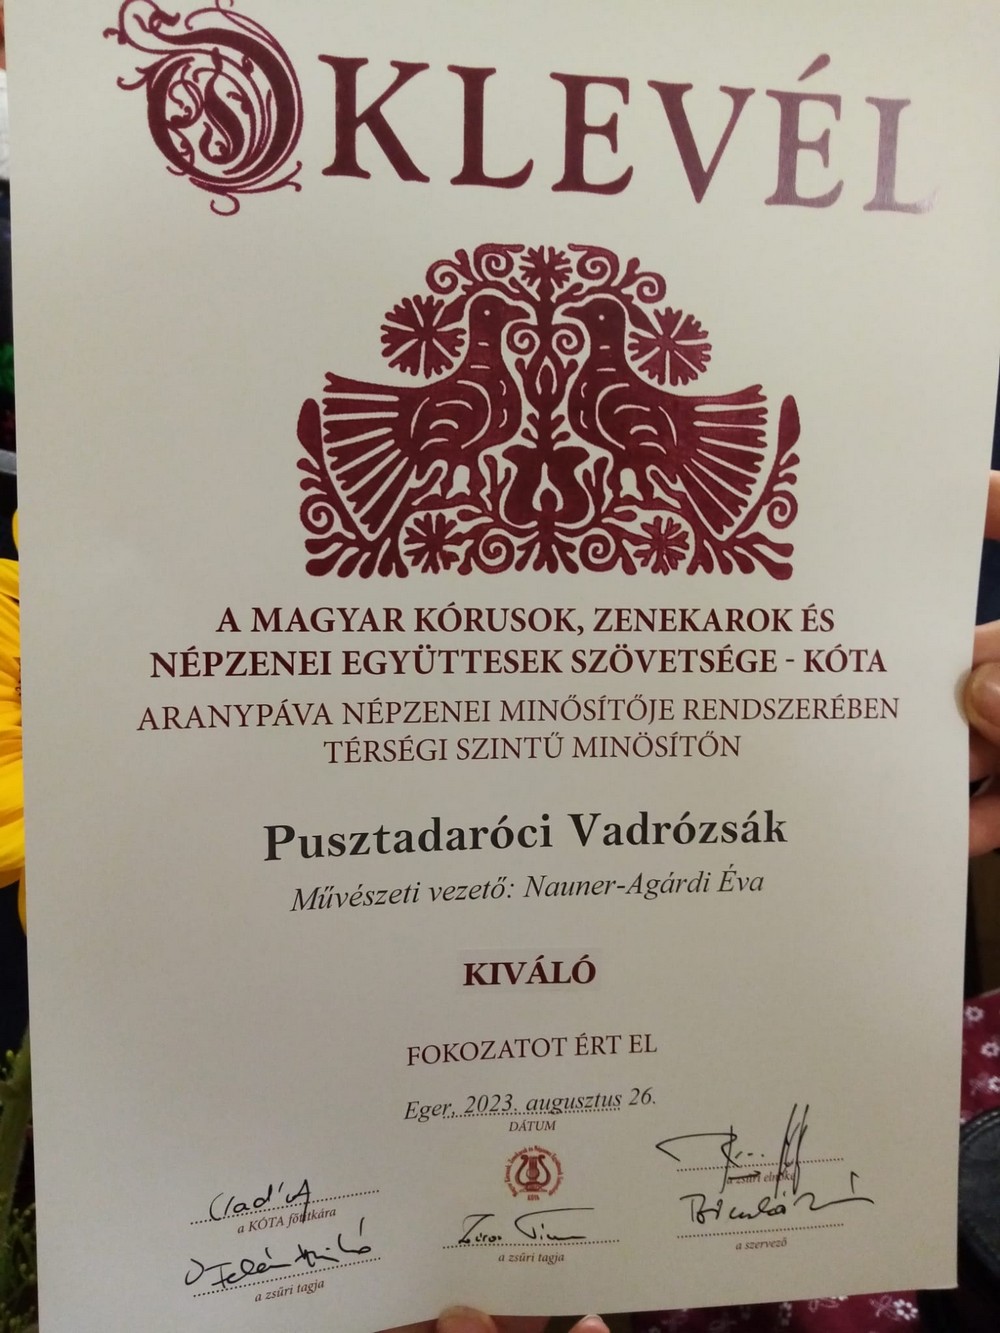 OKLEVÉL
A MAGYAR KÓRUSOK, ZENEKAROK ÉS
NÉPZENEI EGYÜTTESEK SZÖVETSÉGE - KÓTA
ARANYPÁVA NÉPZENEI MINŐSÍTŐJE RENDSZERÉBEN
TÉRSÉGI SZINTŰ MINÖSÍTŐN
Pusztadaróci Vadrózsák
Művészeti vezető: Nauner-Agárdi Éva
KIVÁLÓ
FOKOZATOT ÉRT EL
Eger, 2023. augusztus 26.
DÁTUM
a zsűri elnöke
a KÓTA főtitkára
a zsűri tagja
a szervező
a zsűri tagja